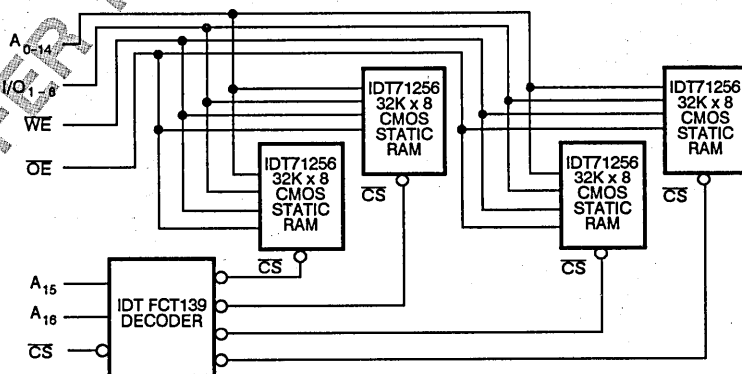 A0-14
I/O1-8
WE
OE
IDT71256
32K x 8
CMOS
STATIC
RAM
CS
IDT71256
32K x 8
CMOS
STATIC
RAM
CS
IDT71256
32K x 8
CMOS
STATIC
RAM
CS
IDT71256
32K x 8
CMOS
STATIC
RAM
CS
A15
A16
CS
IDT FCT139
DECODER